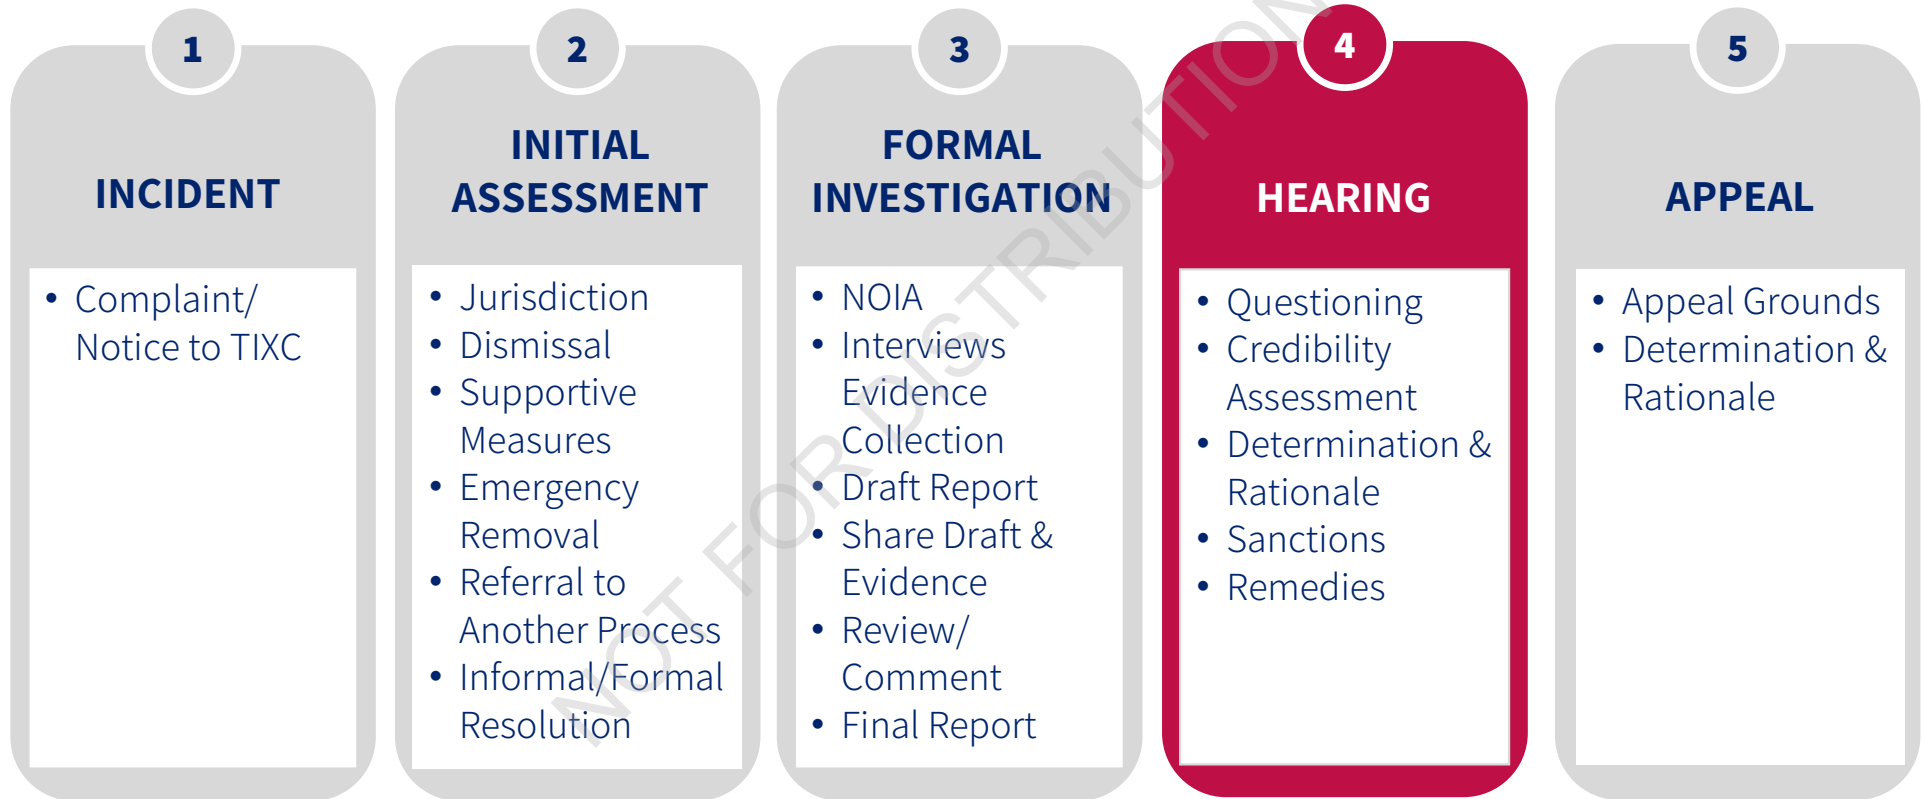 1
INCIDENT
• Complaint/
Notice to TIXC
2
INITIAL
ASSESSMENT
• Jurisdiction
• Dismissal
• Supportive
Measures
• Emergency
Removal
• Referral to
Another Process
• Informal/Formal
Resolution
3
FORMAL
INVESTIGATION
• NOIA
• Interviews
Evidence
Collection
• Draft Report
• Share Draft &
Evidence
• Review/
Comment
• Final Report
4
HEARING
• Questioning
• Credibility
Assessment
• Determination &
Rationale
• Sanctions
• Remedies
5
APPEAL
• Appeal Grounds
• Determination &
Rationale
NOT FOR DISTRIBUTION